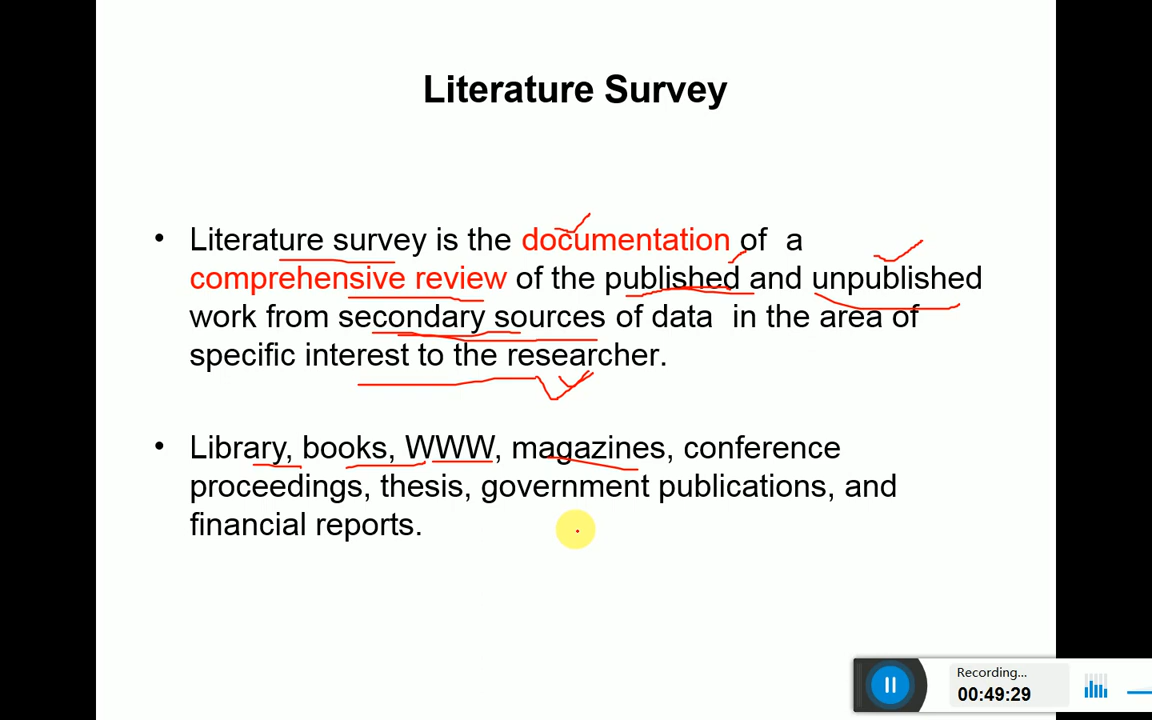 Literature Survey
• Literature survey is the documentation of a
comprehensive review of the published and unpublished
work from secondary sources of data in the area of
specific interest to the researcher.
• Library, books, WWW, magazines, conference
proceedings, thesis, government publications, and
financial reports.
Recording...
00:49:29